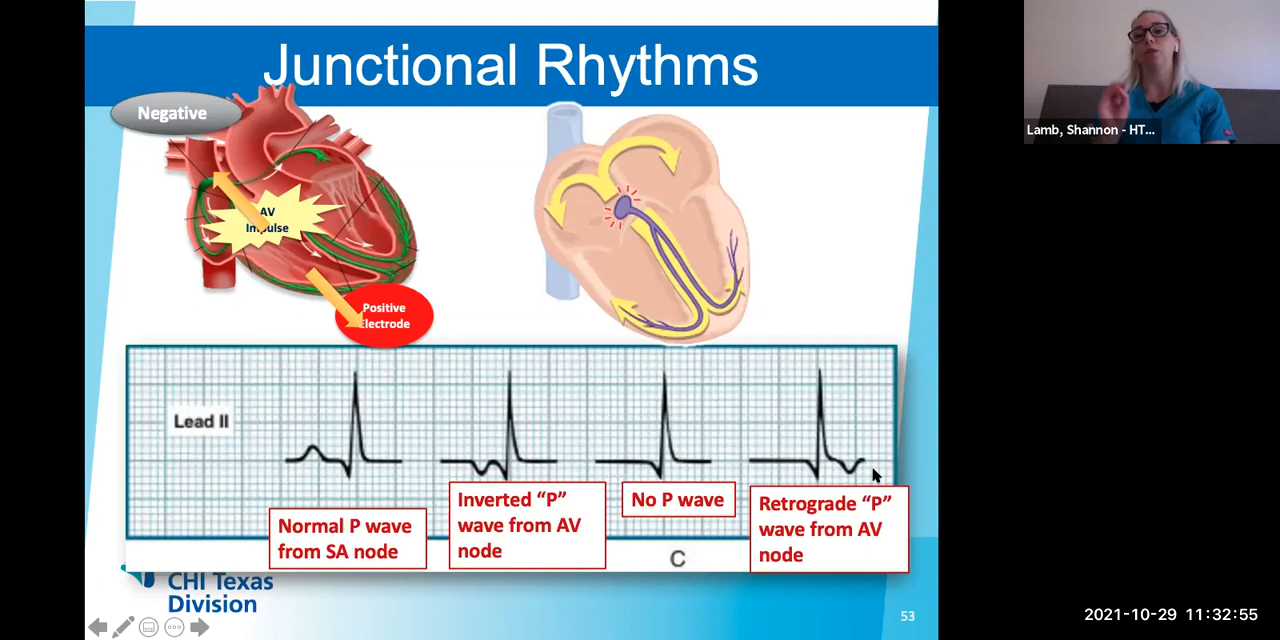 Junctional Rhythms
Negative
AV
Impulse
Positive
Electrode
Lead II
Normal P wave
from SA node
Inverted “P”
wave from AV
node
No P wave
Retrograde “P”
wave from AV
node
C
CHI Texas
Division
53
Lamb, Shannon - HT...
2021-10-29 11:32:55